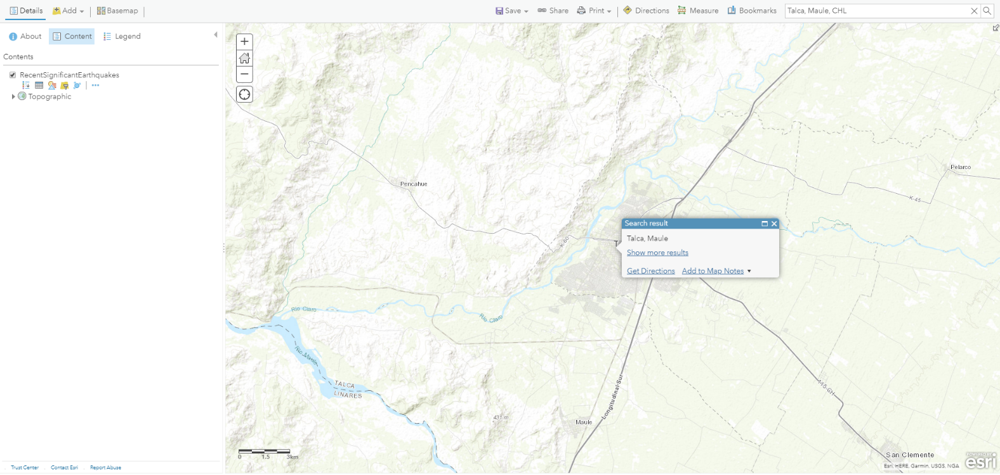 Details Add Basemap Save Share Print Directions Measure Bookmarks Talca, Maule, CHL
About Content Legend
Contents
RecentSignificantEarthquakes
Topographic
Pelarco
Pencahue
K-45
Search result
Talca, Maule
Show more results
Get Directions Add to Map Notes
K-60
T
Río Claro
Río Claro
Río Maule
TALCA
LINARES
Longitudinal-Sur
115-CH
431 m
Maule
0 1.5 3km
San Clemente
POWERED BY
esri
Esri, HERE, Garmin, USGS, NGA
Trust Center Contact Esri Report Abuse